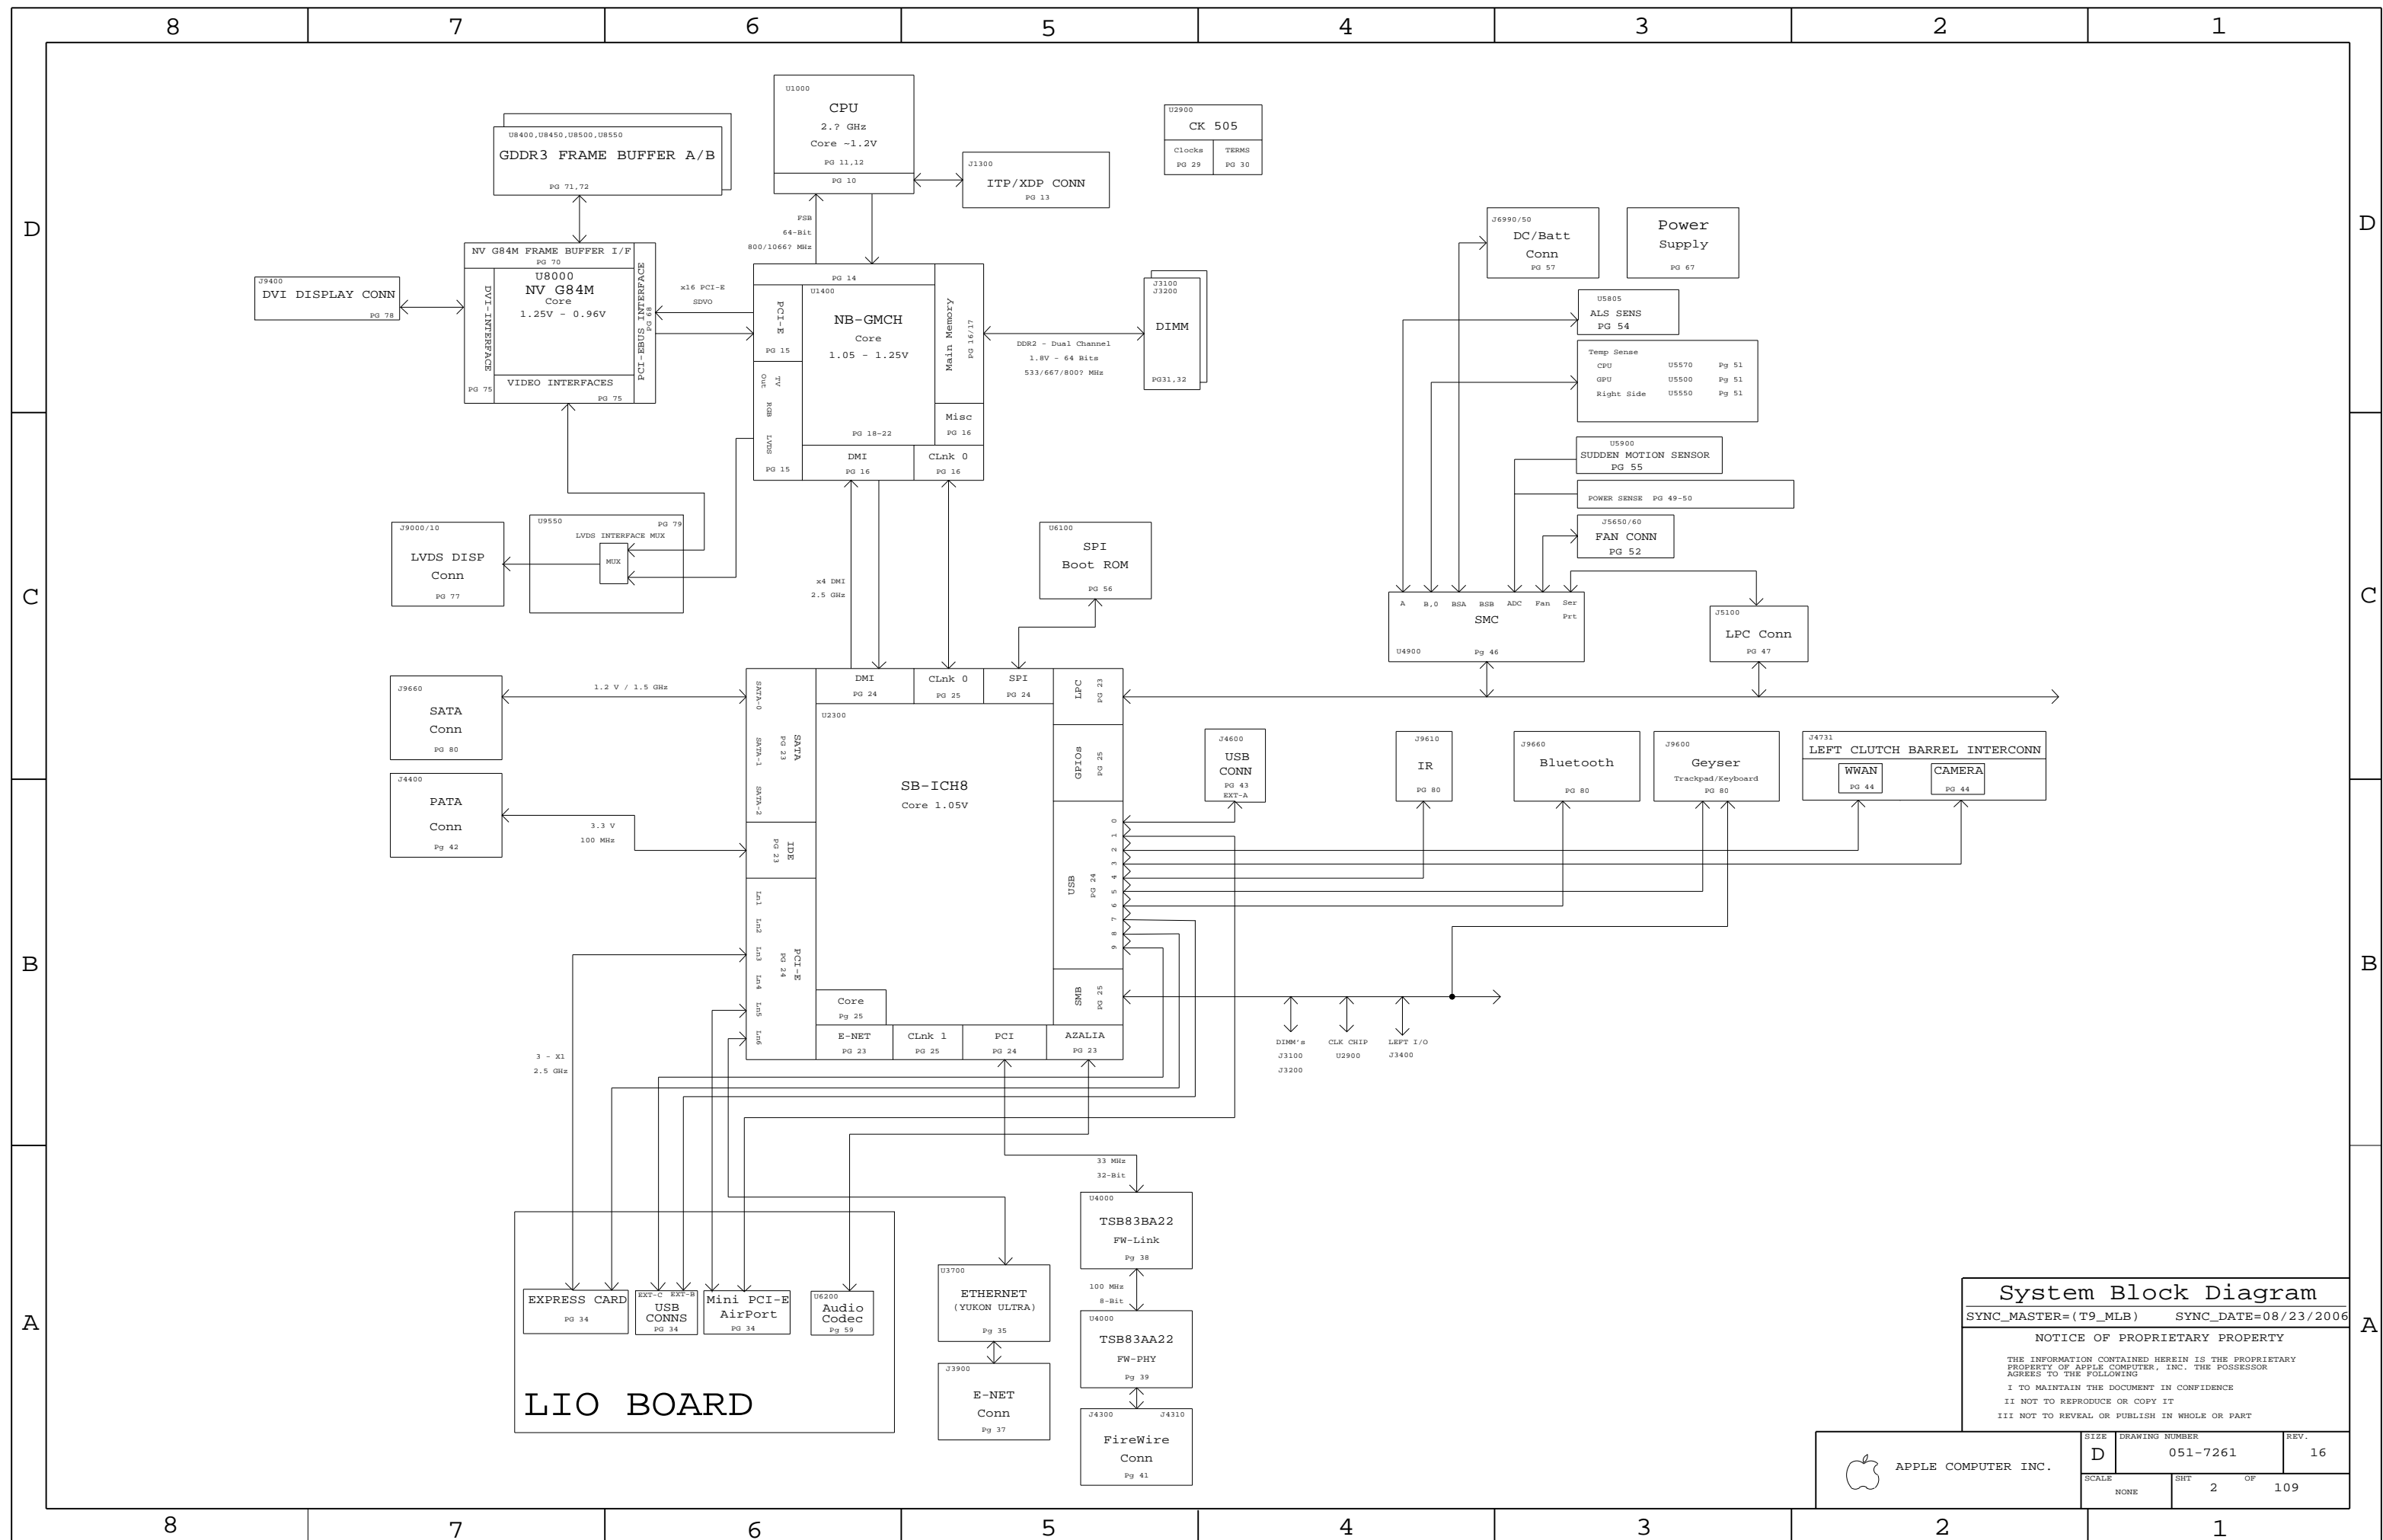 8 7 6 5 4 3 2 1
D
C
B
A
U8400,U8450,U8500,U8550
GDDR3 FRAME BUFFER A/B
PG 71,72
U1000
CPU
2.? GHz
Core ~1.2V
PG 11,12
PG 10
J1300
ITP/XDP CONN
PG 13
U2900
CK 505
Clocks TERMS
PG 29 PG 30
FSB
64-Bit
800/1066? MHz
J9400
DVI DISPLAY CONN
PG 78
NV G84M FRAME BUFFER I/F
PG 70
U8000
NV G84M
Core
1.25V - 0.96V
DVI-INTERFACE
PG 75
VIDEO INTERFACES
PG 75
PCI-EBUS INTERFACE
PG 68
x16 PCI-E
SDVO
PG 14
U1400
NB-GMCH
Core
1.05 - 1.25V
PG 18-22
PCI-E
PG 15
TV
Out
RGB
LVDS
PG 15
Main Memory
PG 16/17
Misc
PG 16
DMI
PG 16
CLnk 0
PG 16
DDR2 - Dual Channel
1.8V - 64 Bits
533/667/800? MHz
J3100
J3200
DIMM
PG31,32
J6990/50
DC/Batt
Conn
PG 57
Power
Supply
PG 67
U5805
ALS SENS
PG 54
Temp Sense
CPU U5570 Pg 51
GPU U5500 Pg 51
Right Side U5550 Pg 51
U5900
SUDDEN MOTION SENSOR
PG 55
POWER SENSE PG 49-50
J5650/60
FAN CONN
PG 52
J9000/10
LVDS DISP
Conn
PG 77
U9550
PG 79
LVDS INTERFACE MUX
MUX
x4 DMI
2.5 GHz
U6100
SPI
Boot ROM
PG 56
A B,0 BSA BSB ADC Fan Ser
Prt
SMC
U4900 Pg 46
J5100
LPC Conn
PG 47
J9660
SATA
Conn
PG 80
1.2 V / 1.5 GHz
J4400
PATA
Conn
Pg 42
3.3 V
100 MHz
U2300
SB-ICH8
Core 1.05V
DMI
PG 24
CLnk 0
PG 25
SPI
PG 24
LPC
PG 23
GPIOs
PG 25
USB
PG 24
0
1
2
3
4
5
6
7
8
9
SMB
PG 25
SATA-0
SATA-1
SATA-2
SATA
PG 23
IDE
PG 23
Ln1
Ln2
Ln3
Ln4
Ln5
Ln6
PCI-E
PG 24
Core
Pg 25
E-NET
PG 23
CLnk 1
PG 25
PCI
PG 24
AZALIA
PG 23
J4600
USB
CONN
PG 43
EXT-A
J9610
IR
PG 80
J9660
Bluetooth
PG 80
J9600
Geyser
Trackpad/Keyboard
PG 80
J4731
LEFT CLUTCH BARREL INTERCONN
WWAN
PG 44
CAMERA
PG 44
DIMM's
J3100
J3200
CLK CHIP
U2900
LEFT I/O
J3400
3 - X1
2.5 GHz
33 MHz
32-Bit
U4000
TSB83BA22
FW-Link
Pg 38
100 MHz
8-Bit
U4000
TSB83AA22
FW-PHY
Pg 39
J4300 J4310
FireWire
Conn
Pg 41
U3700
ETHERNET
(YUKON ULTRA)
Pg 35
J3900
E-NET
Conn
Pg 37
EXPRESS CARD
PG 34
EXT-C EXT-B
USB
CONNS
PG 34
Mini PCI-E
AirPort
PG 34
U6200
Audio
Codec
Pg 59
LIO BOARD
System Block Diagram
SYNC_MASTER=(T9_MLB) SYNC_DATE=08/23/2006
NOTICE OF PROPRIETARY PROPERTY
THE INFORMATION CONTAINED HEREIN IS THE PROPRIETARY
PROPERTY OF APPLE COMPUTER, INC. THE POSSESSOR
AGREES TO THE FOLLOWING
I TO MAINTAIN THE DOCUMENT IN CONFIDENCE
II NOT TO REPRODUCE OR COPY IT
III NOT TO REVEAL OR PUBLISH IN WHOLE OR PART
APPLE COMPUTER INC.
SIZE DRAWING NUMBER REV.
D 051-7261 16
SCALE SHT OF
NONE 2 109
D
C
B
A
8 7 6 5 4 3 2 1